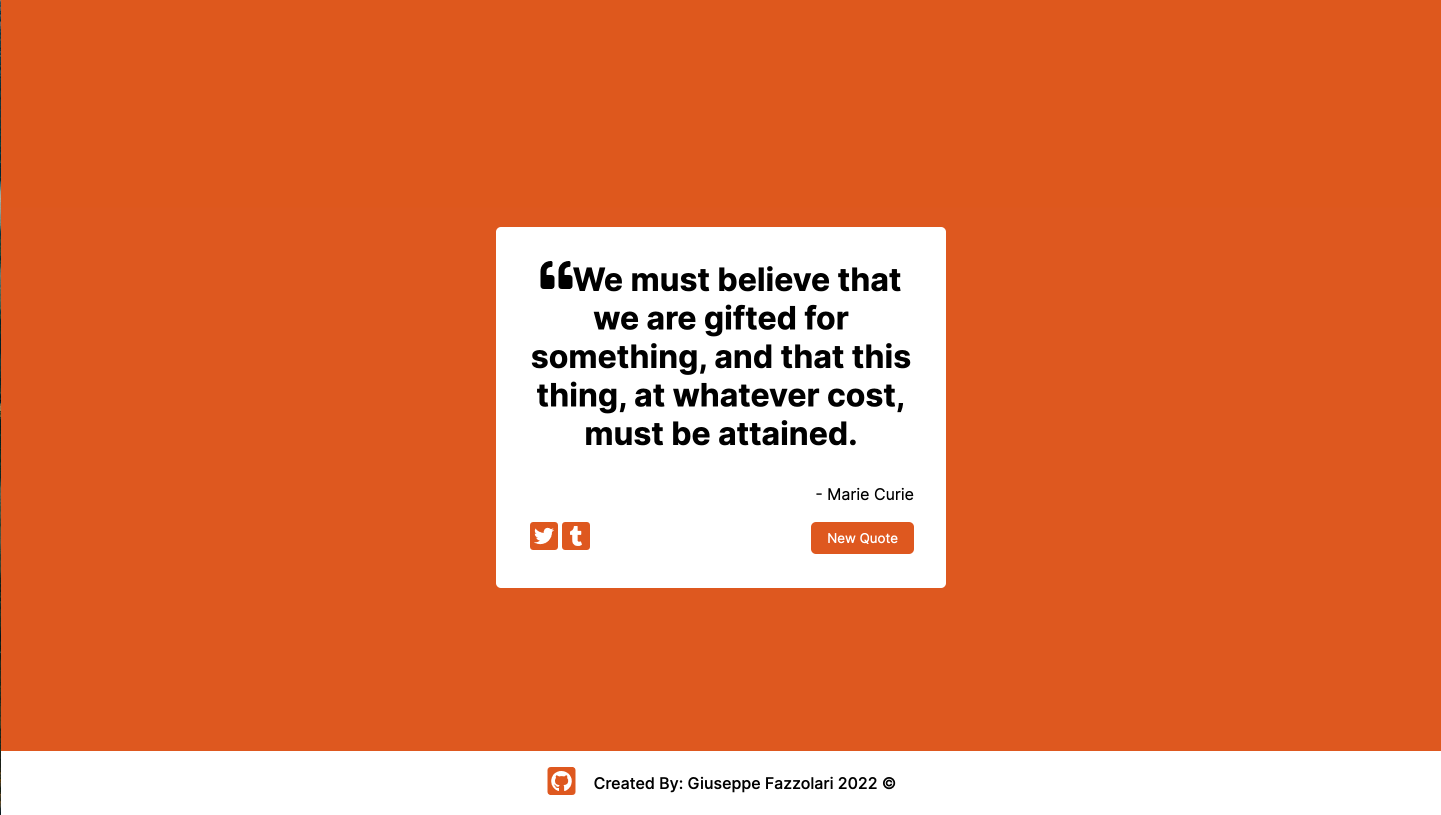 ❝We must believe that
we are gifted for
something, and that this
thing, at whatever cost,
must be attained.
- Marie Curie
New Quote
Created By: Giuseppe Fazzolari 2022 ©